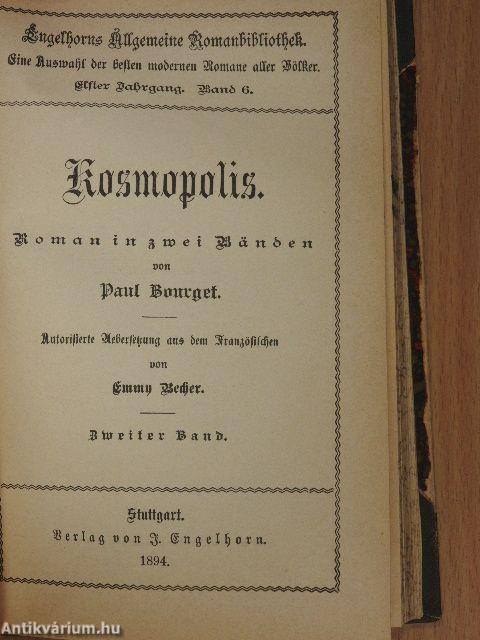 Engelhorns Allgemeine Romanbibliothek.
Eine Auswahl der besten modernen Romane aller Völker.
Elfter Jahrgang. Band 6.
Kosmopolis.
Roman in zwei Bänden
von
Paul Bourget.
Autorisierte Uebersetzung aus dem Französischen
von
Emmy Becher.
Zweiter Band.
Stuttgart.
Verlag von J. Engelhorn.
1894.
Antikvárium.hu